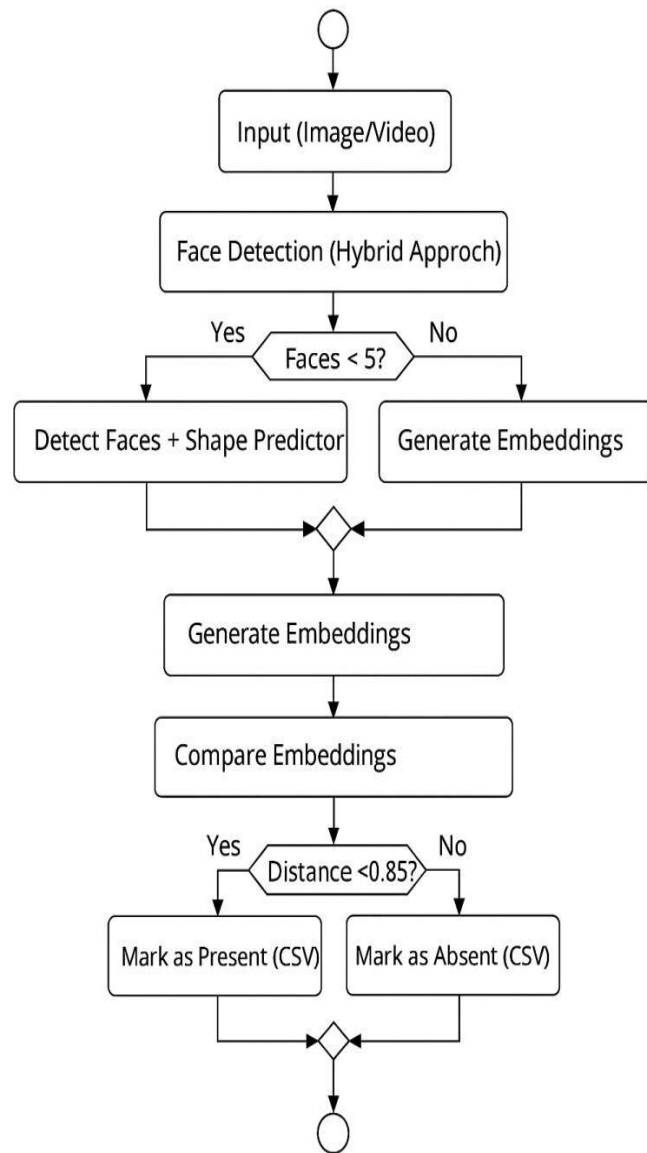 Input (Image/Video)
Face Detection (Hybrid Approch)
Yes
No
Faces < 5?
Detect Faces + Shape Predictor
Generate Embeddings
Generate Embeddings
Compare Embeddings
Yes
No
Distance <0.85?
Mark as Present (CSV)
Mark as Absent (CSV)